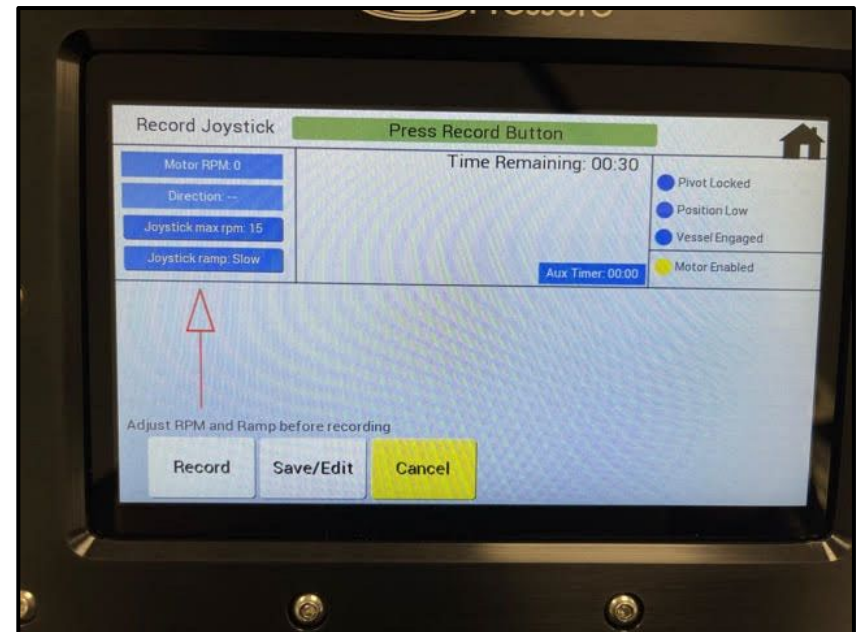 Record Joystick
Press Record Button
Motor RPM: 0
Direction: --
Joystick max rpm: 15
Joystick ramp: Slow
Time Remaining: 00:30
Aux Timer: 00:00
Pivot Locked
Position Low
Vessel Engaged
Motor Enabled
Adjust RPM and Ramp before recording
Record
Save/Edit
Cancel